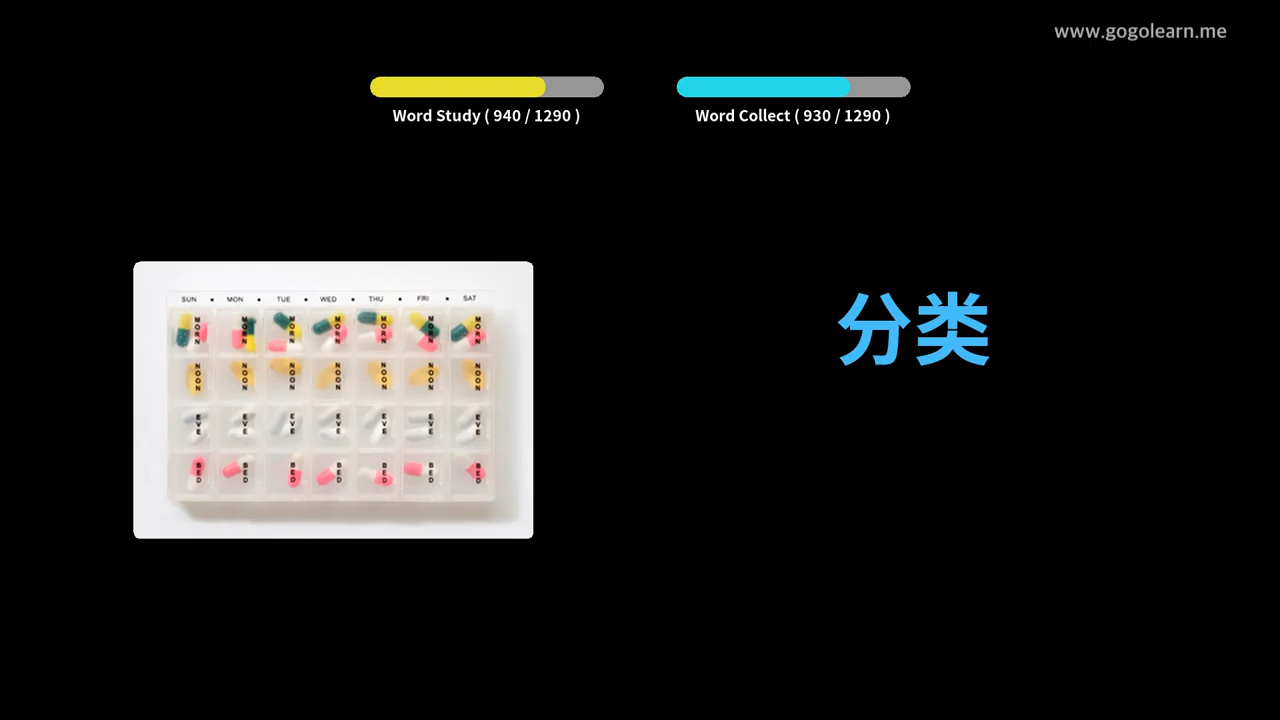 www.gogolearn.me
Word Study ( 940 / 1290 )
Word Collect ( 930 / 1290 )
分类
SUN • MON • TUE • WED • THU • FRI • SAT
MORN MORN MORN MORN MORN MORN MORN
NOON NOON NOON NOON NOON NOON NOON
EVE EVE EVE EVE EVE EVE EVE
BED BED BED BED BED BED BED